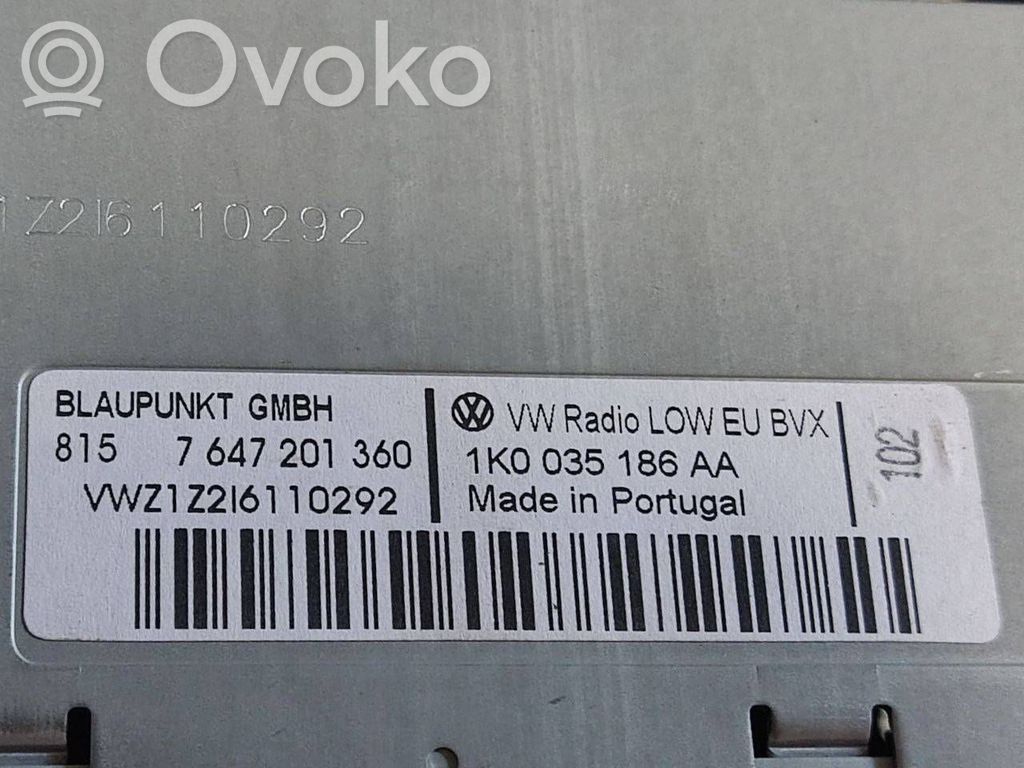 Ovoko
1Z2I6110292
BLAUPUNKT GMBH
815 7 647 201 360
VWZ1Z2I6110292
VW Radio LOW EU BVX
1K0 035 186 AA
Made in Portugal
102